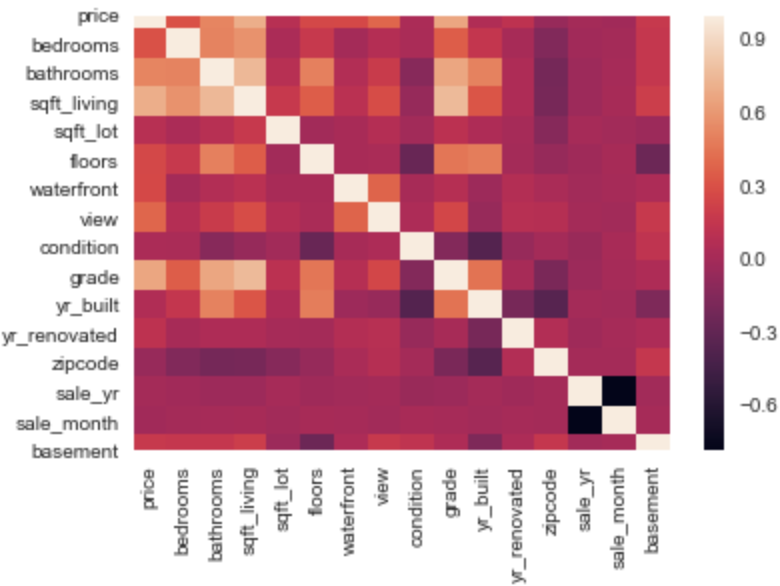 price
bedrooms
bathrooms
sqft_living
sqft_lot
floors
waterfront
view
condition
grade
yr_built
yr_renovated
zipcode
sale_yr
sale_month
basement
price
bedrooms
bathrooms
sqft_living
sqft_lot
floors
waterfront
view
condition
grade
yr_built
yr_renovated
zipcode
sale_yr
sale_month
basement
0.9
0.6
0.3
0.0
−0.3
−0.6